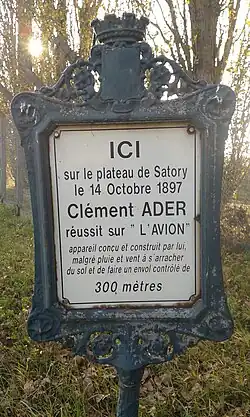 ICI
sur le plateau de Satory
le 14 Octobre 1897
Clément ADER
réussit sur " L'AVION"
appareil conçu et construit par lui,
malgré pluie et vent à s'arracher
du sol et de faire un envol contrôlé de
300 mètres